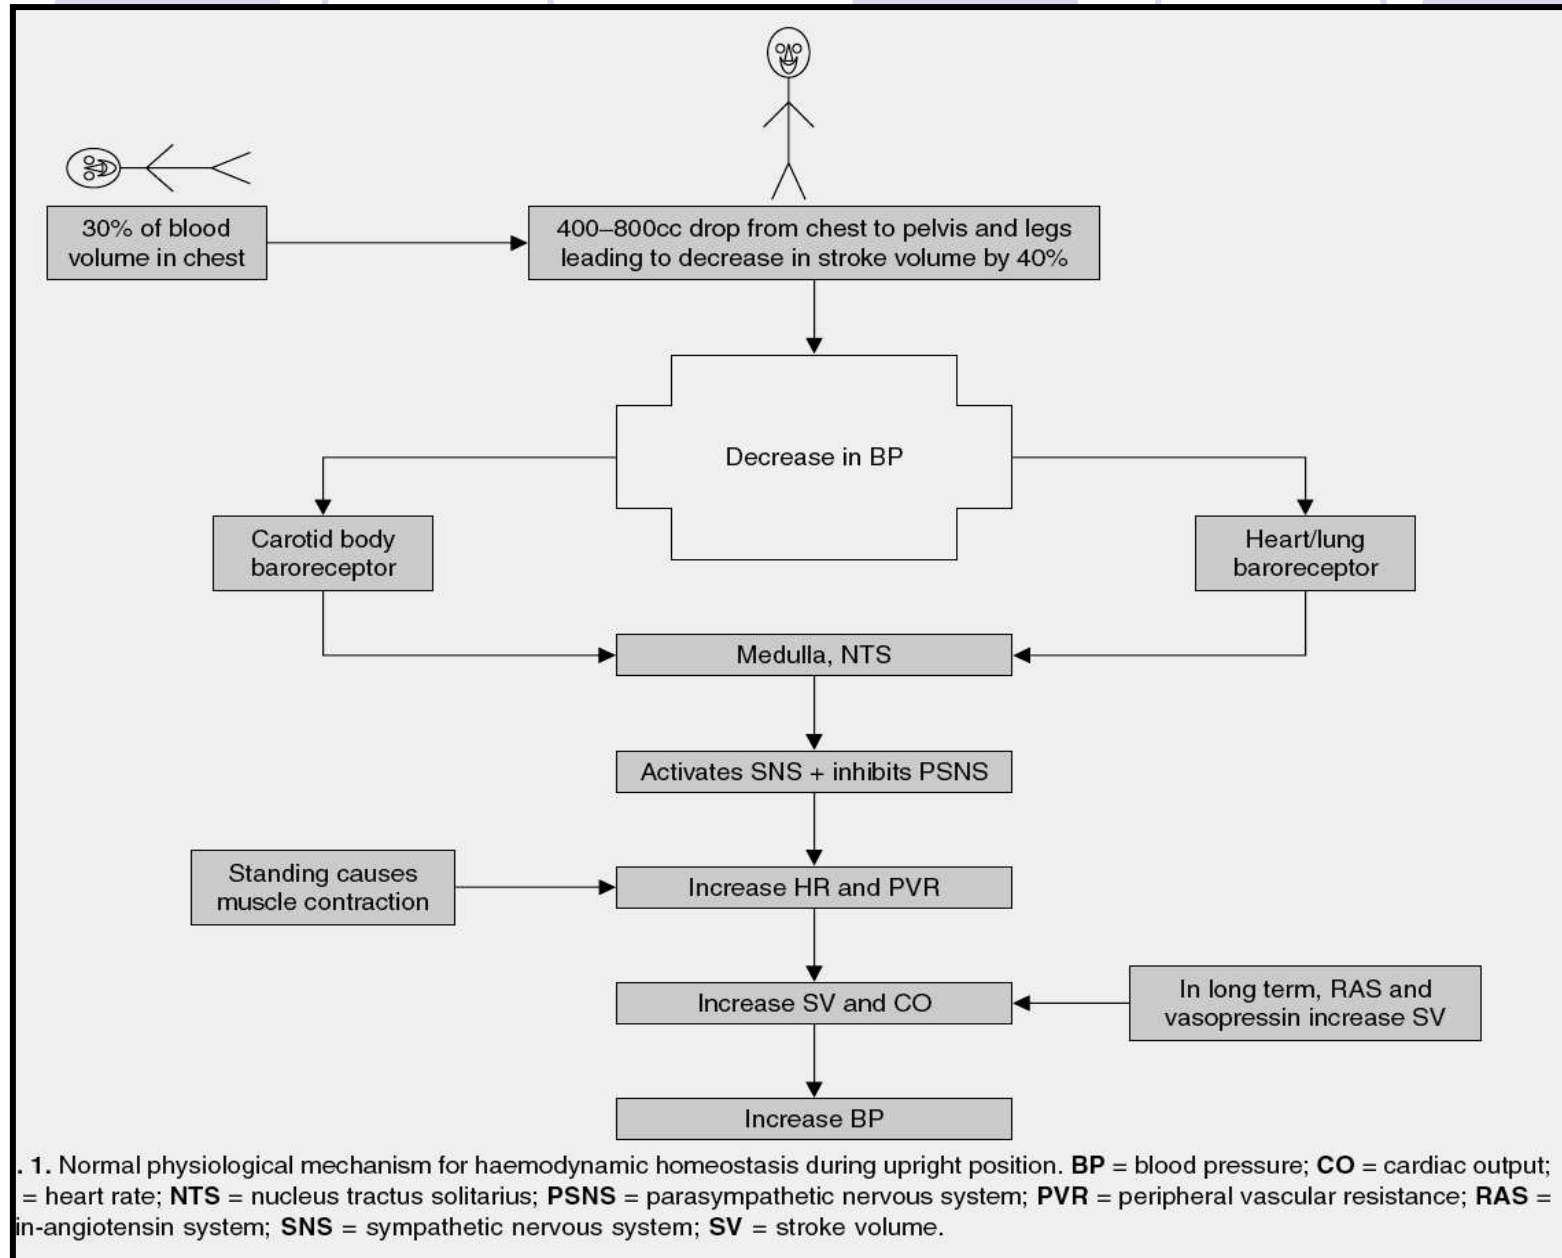 30% of blood
volume in chest
400–800cc drop from chest to pelvis and legs
leading to decrease in stroke volume by 40%
Decrease in BP
Carotid body
baroreceptor
Heart/lung
baroreceptor
Medulla, NTS
Activates SNS + inhibits PSNS
Standing causes
muscle contraction
Increase HR and PVR
Increase SV and CO
In long term, RAS and
vasopressin increase SV
Increase BP
. 1. Normal physiological mechanism for haemodynamic homeostasis during upright position. BP = blood pressure; CO = cardiac output;
= heart rate; NTS = nucleus tractus solitarius; PSNS = parasympathetic nervous system; PVR = peripheral vascular resistance; RAS =
in-angiotensin system; SNS = sympathetic nervous system; SV = stroke volume.